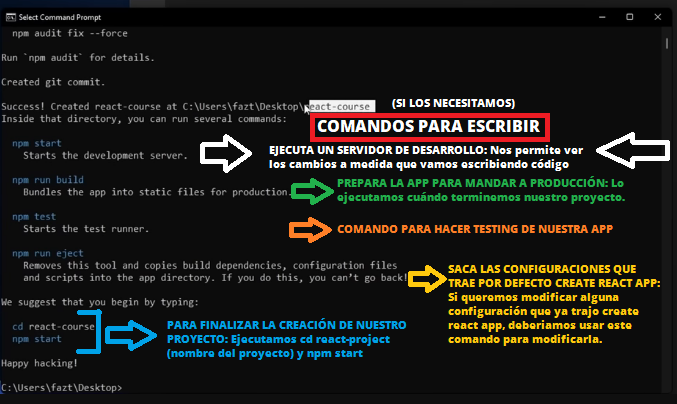 Select Command Prompt
npm audit fix --force
Run `npm audit` for details.
Created git commit.
Success! Created react-course at C:\Users\fazt\Desktop\react-course
(SI LOS NECESITAMOS)
Inside that directory, you can run several commands:
COMANDOS PARA ESCRIBIR
npm start
Starts the development server.
EJECUTA UN SERVIDOR DE DESARROLLO: Nos permite ver
los cambios a medida que vamos escribiendo código
npm run build
Bundles the app into static files for production.
PREPARA LA APP PARA MANDAR A PRODUCCIÓN: Lo
ejecutamos cuándo terminemos nuestro proyecto.
npm test
Starts the test runner.
COMANDO PARA HACER TESTING DE NUESTRA APP
npm run eject
Removes this tool and copies build dependencies, configuration files
and scripts into the app directory. If you do this, you can't go back!
SACA LAS CONFIGURACIONES QUE
TRAE POR DEFECTO CREATE REACT APP:
Si queremos modificar alguna
configuración que ya trajo create
react app, deberiamos usar este
comando para modificarla.
We suggest that you begin by typing:
cd react-course
npm start
PARA FINALIZAR LA CREACIÓN DE NUESTRO
PROYECTO: Ejecutamos cd react-project
(nombre del proyecto) y npm start
Happy hacking!
C:\Users\fazt\Desktop>